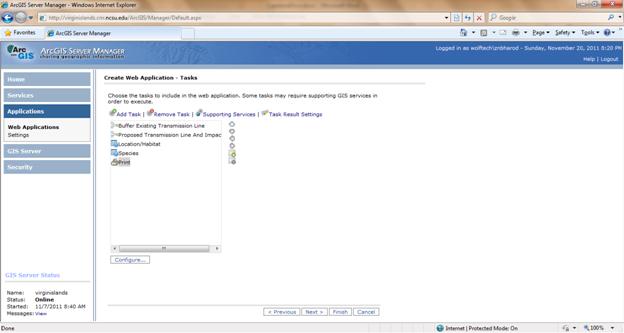 ArcGIS Server Manager - Windows Internet Explorer
http://virginislands.cnr.ncsu.edu/ArcGIS/Manager/Default.aspx
Google
Favorites
ArcGIS Server Manager
Page
Safety
Tools
Arc GIS
ArcGIS Server Manager
sharing geographic information
Logged in as wolftech\znbharod - Sunday, November 20, 2011 8:20 PM
Help | Logout
Home
Services
Applications
Web Applications
Settings
GIS Server
Security
Create Web Application - Tasks
Choose the tasks to include in the web application. Some tasks may require supporting GIS services in
order to execute.
Add Task | Remove Task | Supporting Services | Task Result Settings
Buffer Existing Transmission Line
Proposed Transmission Line And Impac
Location/Habitat
Species
Print
Configure...
GIS Server Status
Name: virginislands
Status: Online
Started: 11/7/2011 8:40 AM
Messages: View
< Previous
Next >
Finish
Cancel
Done
Internet | Protected Mode: On
100%